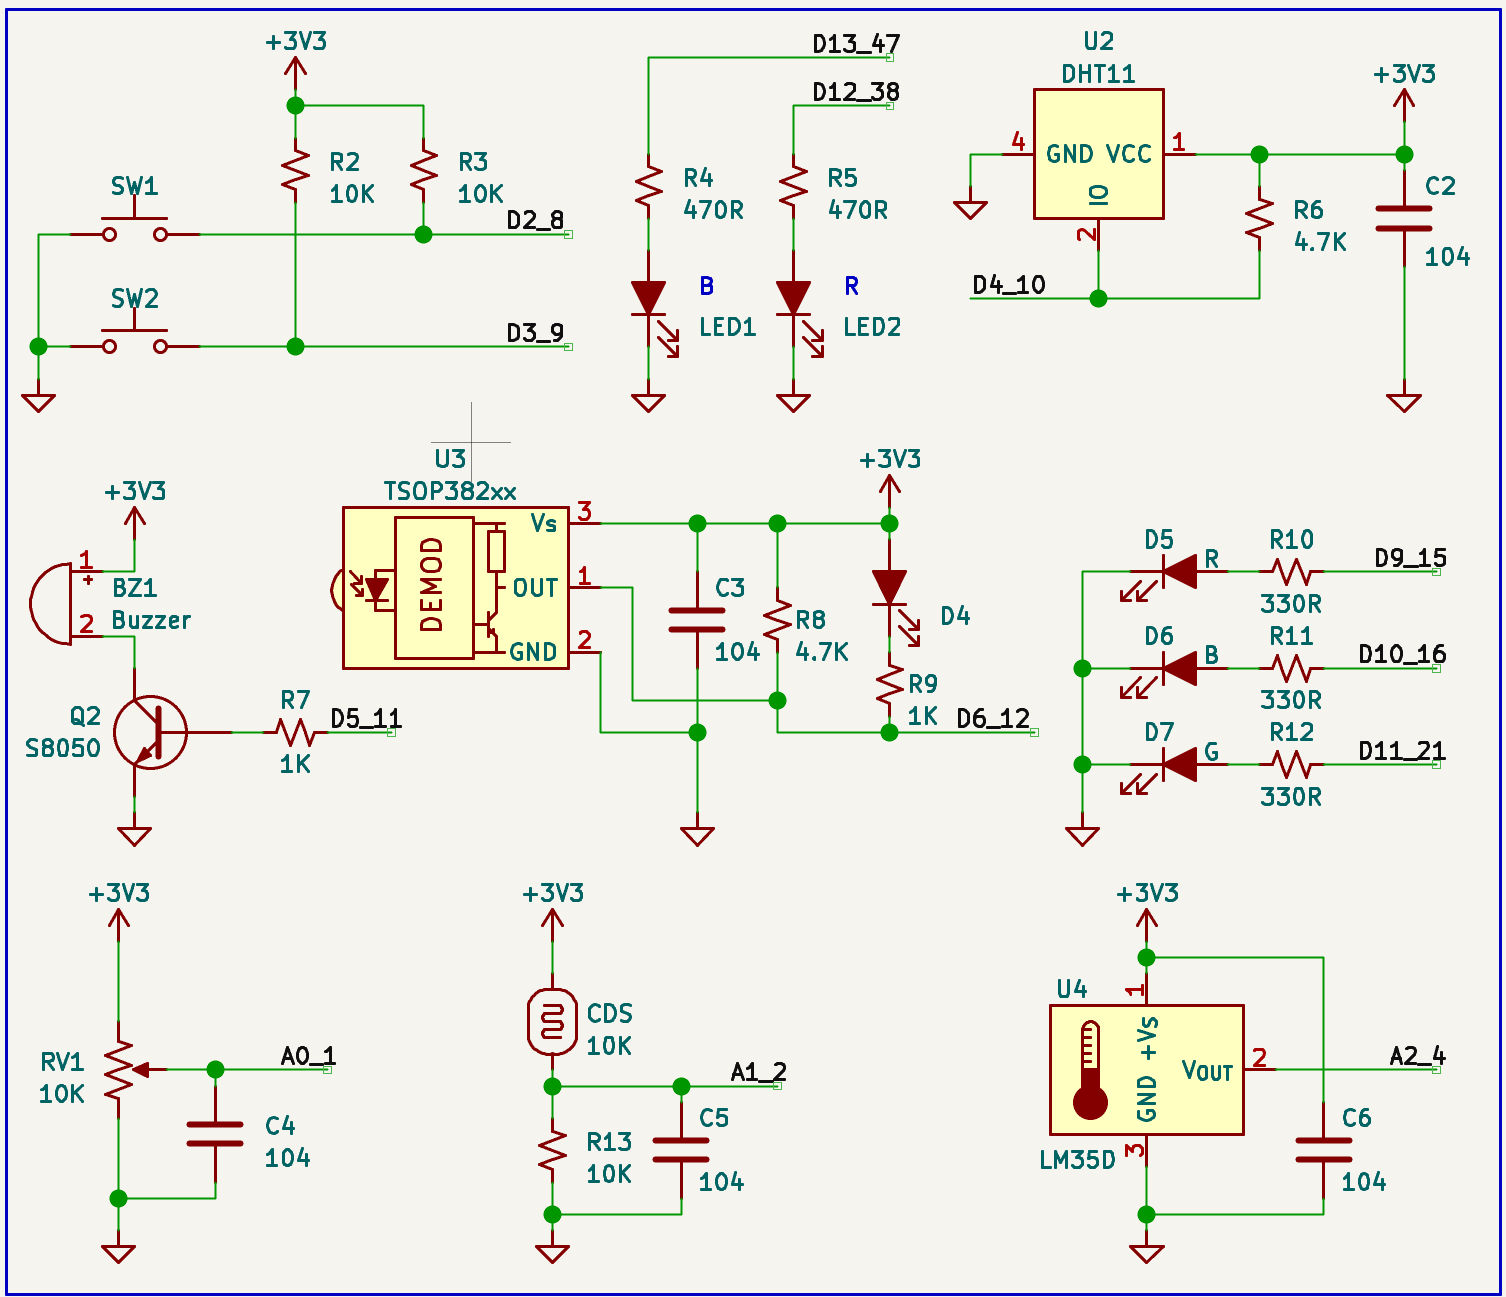 +3V3
R2
10K
R3
10K
SW1
D2_8
SW2
D3_9
D13_47
D12_38
R4
470R
R5
470R
B
LED1
R
LED2
U2
DHT11
4
GND VCC
1
IO
2
+3V3
C2
104
R6
4.7K
D4_10
+3V3
1
+
BZ1
2
Buzzer
Q2
S8050
R7
1K
D5_11
U3
TSOP382xx
DEMOD
Vs
3
OUT
1
GND
2
C3
104
R8
4.7K
+3V3
D4
R9
1K
D6_12
D5
R
R10
330R
D9_15
D6
B
R11
330R
D10_16
D7
G
R12
330R
D11_21
+3V3
RV1
10K
A0_1
C4
104
+3V3
CDS
10K
A1_2
R13
10K
C5
104
+3V3
U4
1
GND +Vs
VOUT
2
3
LM35D
A2_4
C6
104